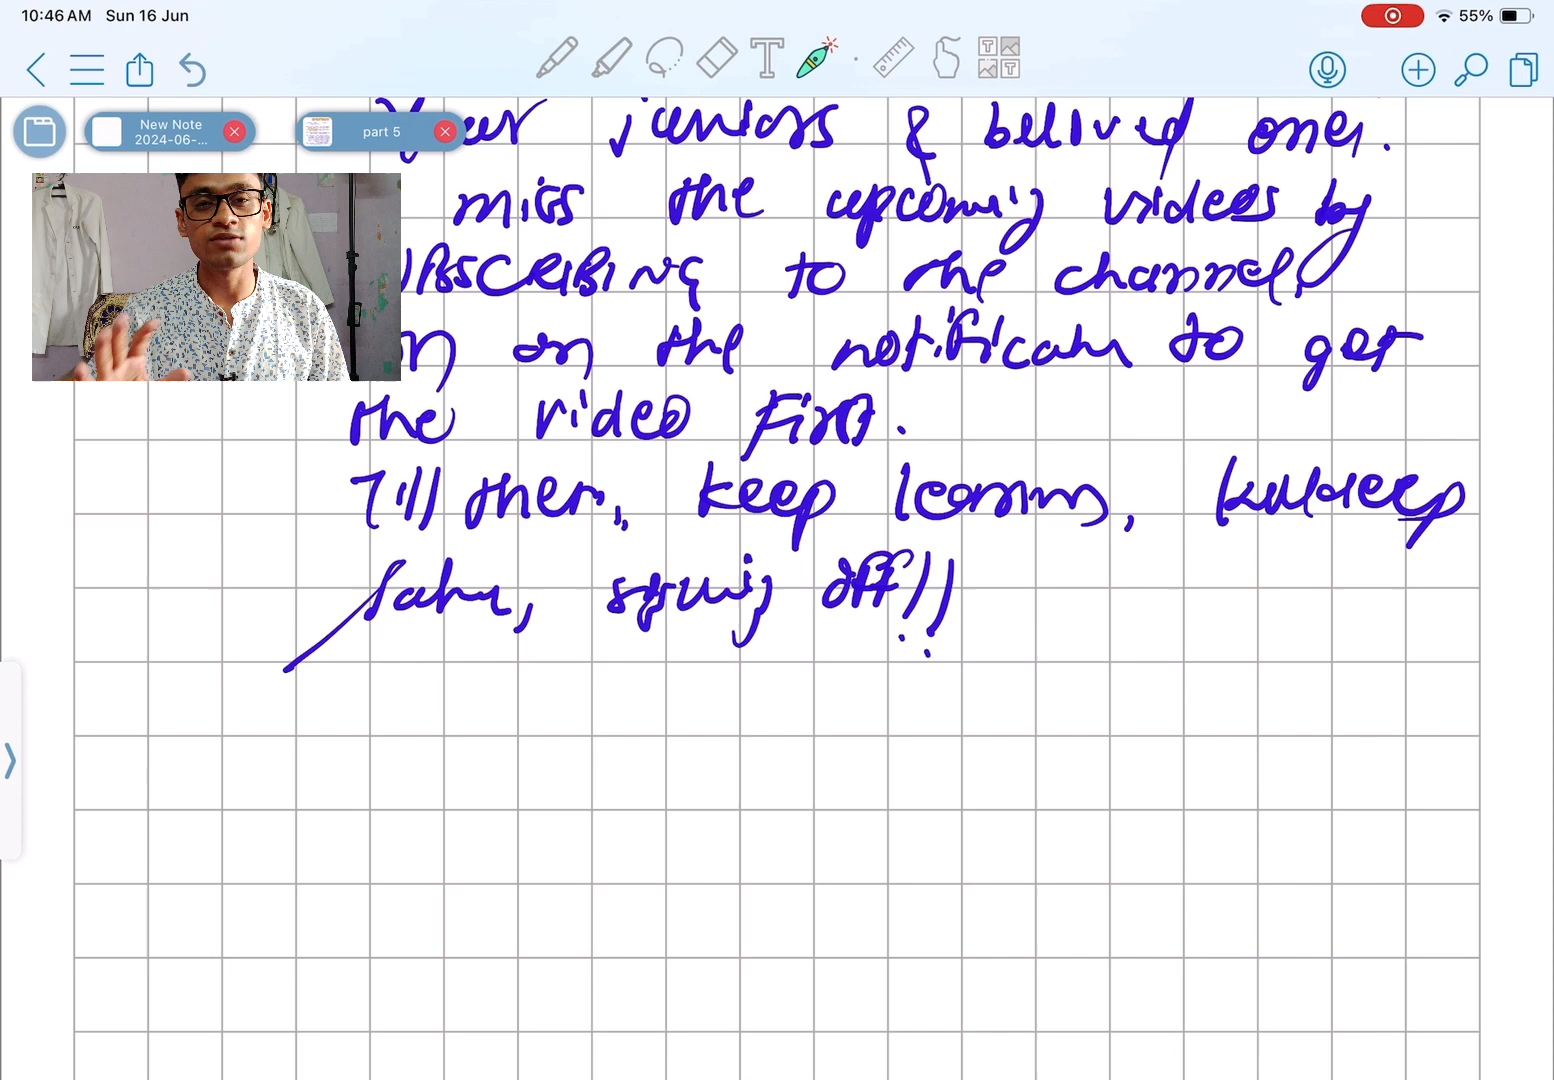 10:46 AM Sun 16 Jun
55%
New Note
2024-06-...
part 5
juniors & beloved ones.
miss the upcoming videos by
SUBSCRIBING to the channel,
on the notification to get
the video first.
Till then, keep learning, kuldeep
sahu, signing off!!